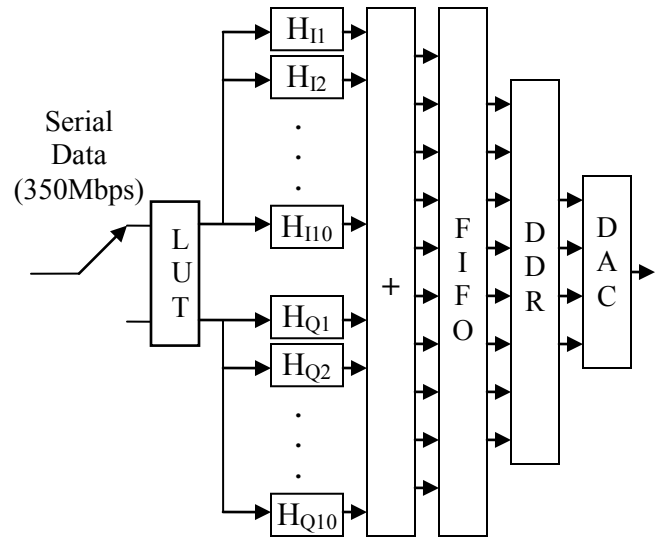 Serial
Data
(350Mbps)
L
U
T
H_I1
H_I2
.
.
.
H_I10
H_Q1
H_Q2
.
.
.
H_Q10
+
F
I
F
O
D
D
R
D
A
C